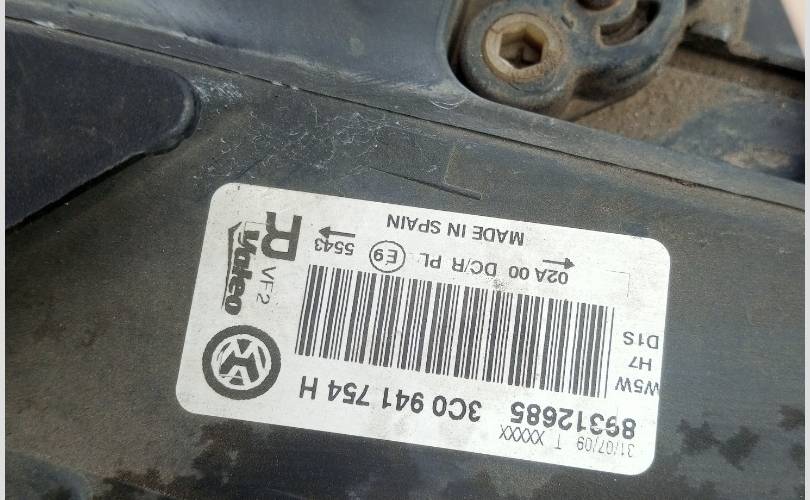 31/07/09 T XXXXX
89312685 3C0 941 754 H
W5W
H7
D1S
02A 00 DC/R PL E9 5543
MADE IN SPAIN
Valeo
VF2
R